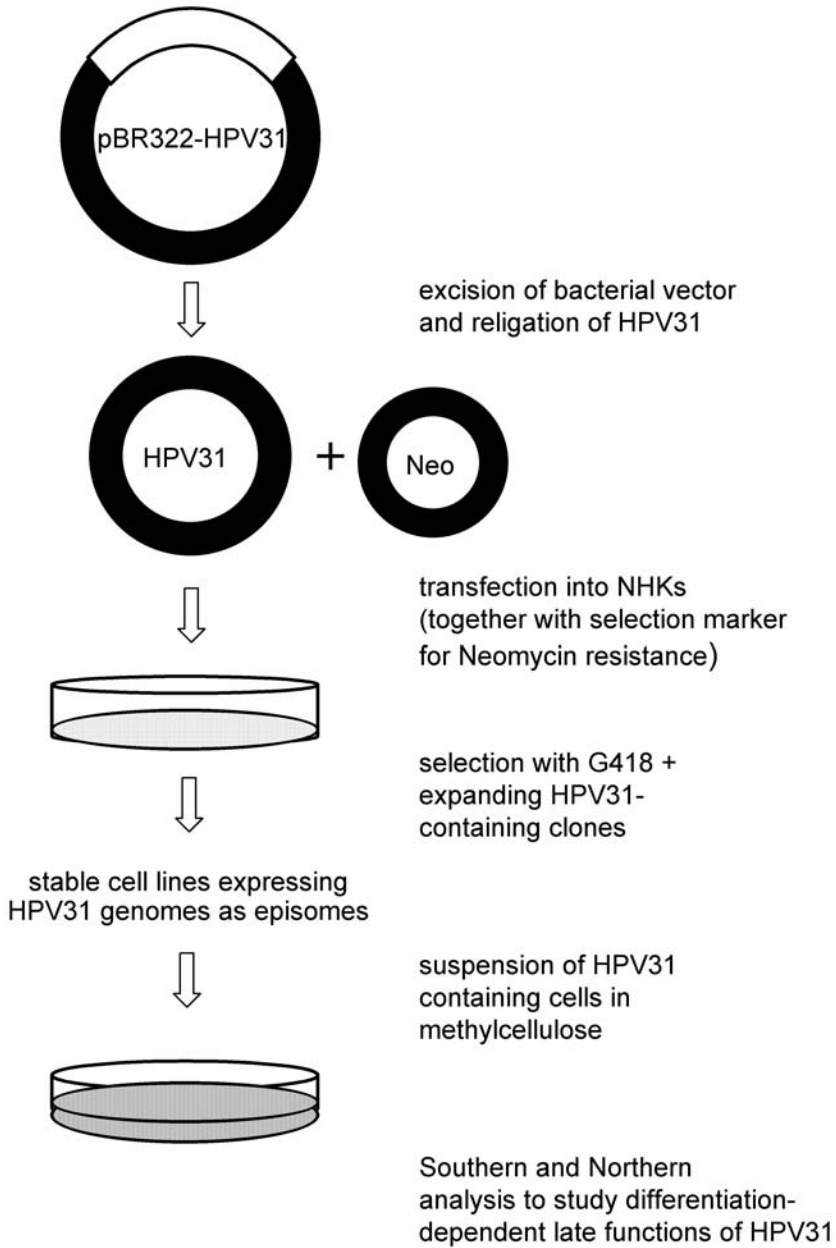 pBR322-HPV31
excision of bacterial vector
and religation of HPV31
HPV31
+
Neo
transfection into NHKs
(together with selection marker
for Neomycin resistance)
selection with G418 +
expanding HPV31-
containing clones
stable cell lines expressing
HPV31 genomes as episomes
suspension of HPV31
containing cells in
methylcellulose
Southern and Northern
analysis to study differentiation-
dependent late functions of HPV31